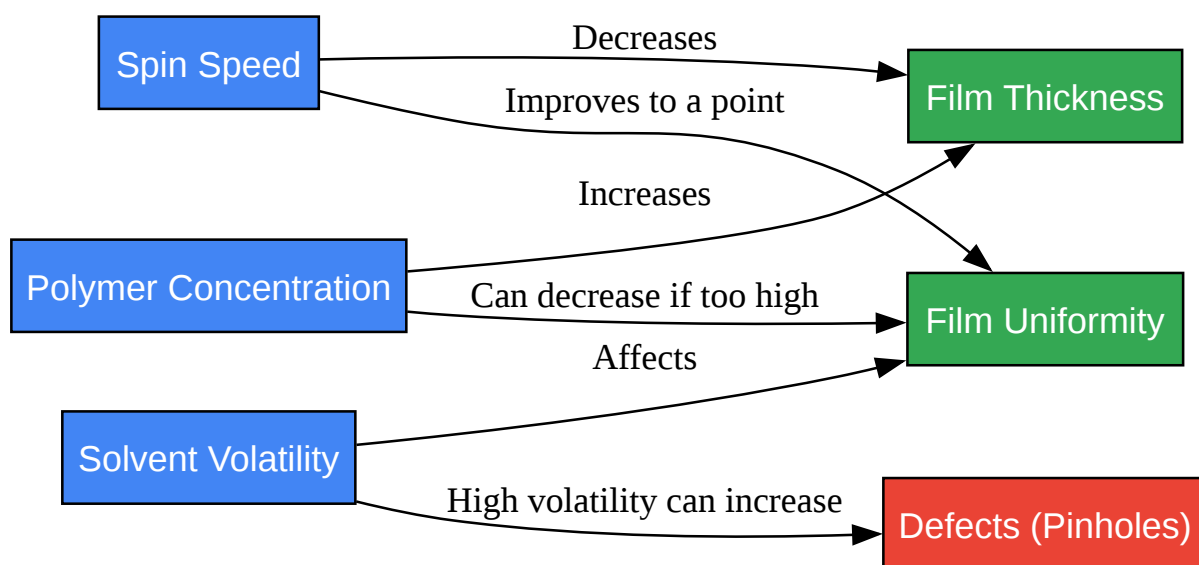 Spin Speed
Decreases
Film Thickness
Improves to a point
Increases
Polymer Concentration
Can decrease if too high
Film Uniformity
Affects
Solvent Volatility
High volatility can increase
Defects (Pinholes)